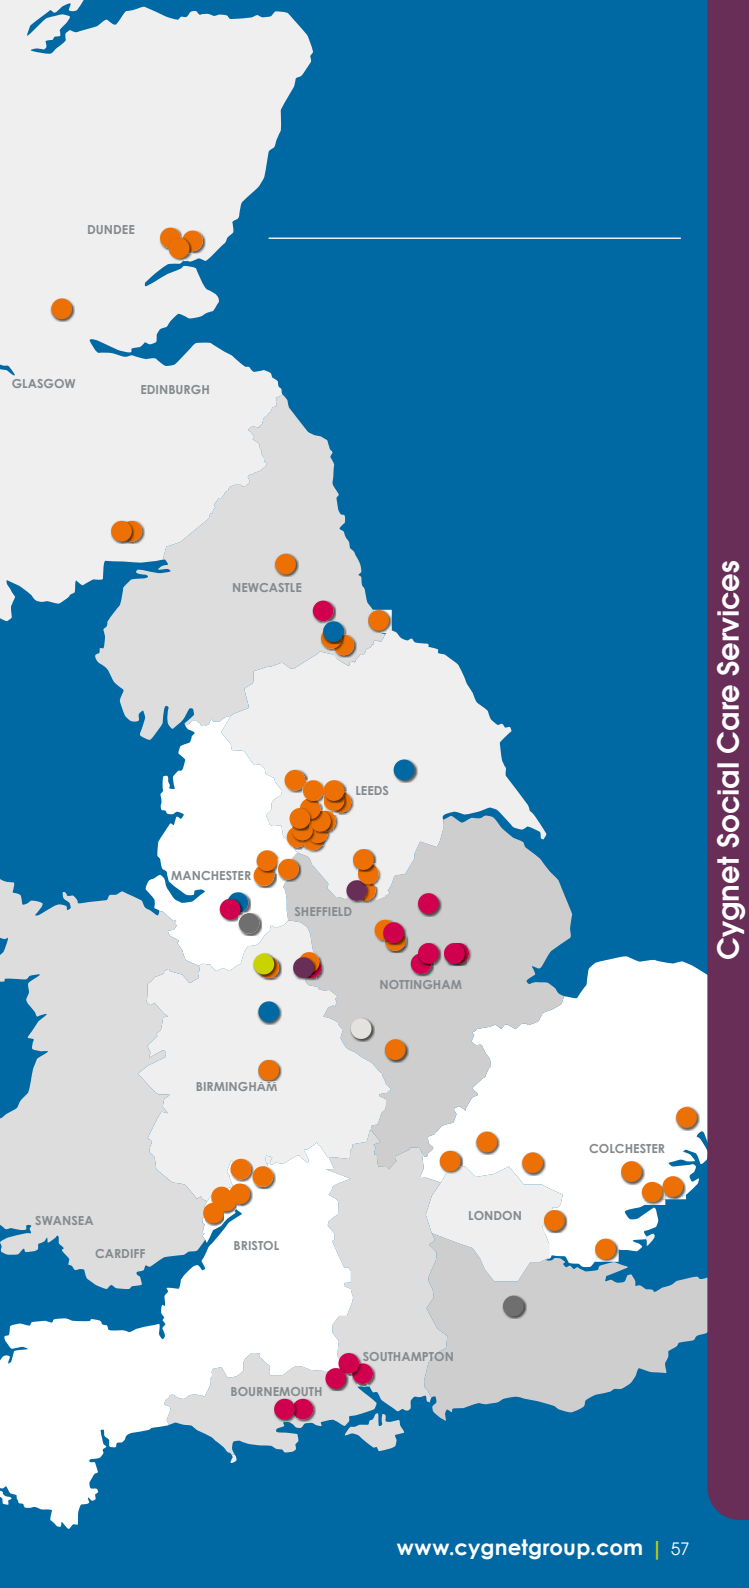 DUNDEE
GLASGOW
EDINBURGH
NEWCASTLE
LEEDS
MANCHESTER
SHEFFIELD
NOTTINGHAM
BIRMINGHAM
COLCHESTER
SWANSEA
LONDON
CARDIFF
BRISTOL
SOUTHAMPTON
BOURNEMOUTH
Cygnet Social Care Services
www.cygnetgroup.com | 57